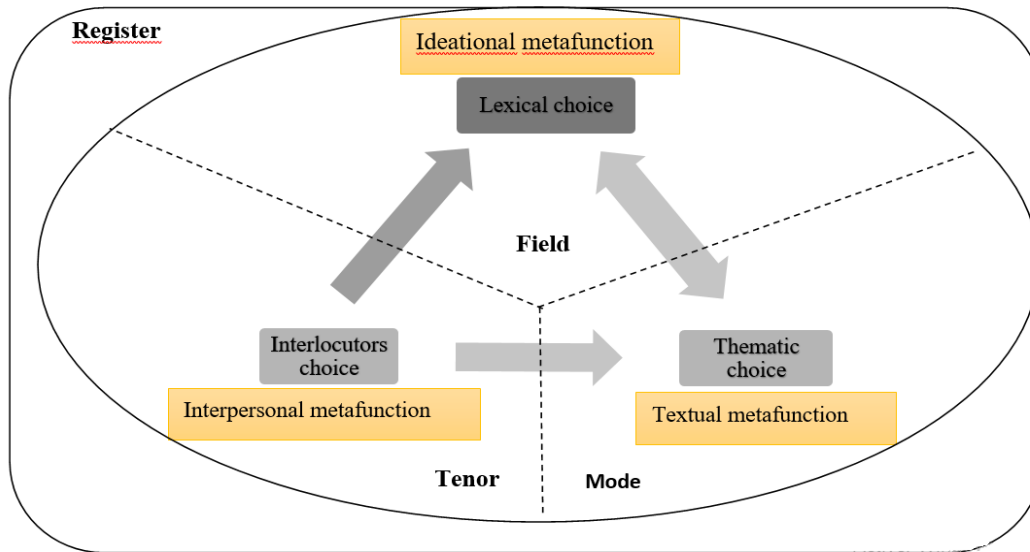 Register
Ideational metafunction
Lexical choice
Field
Interlocutors
choice
Interpersonal metafunction
Thematic
choice
Textual metafunction
Tenor
Mode